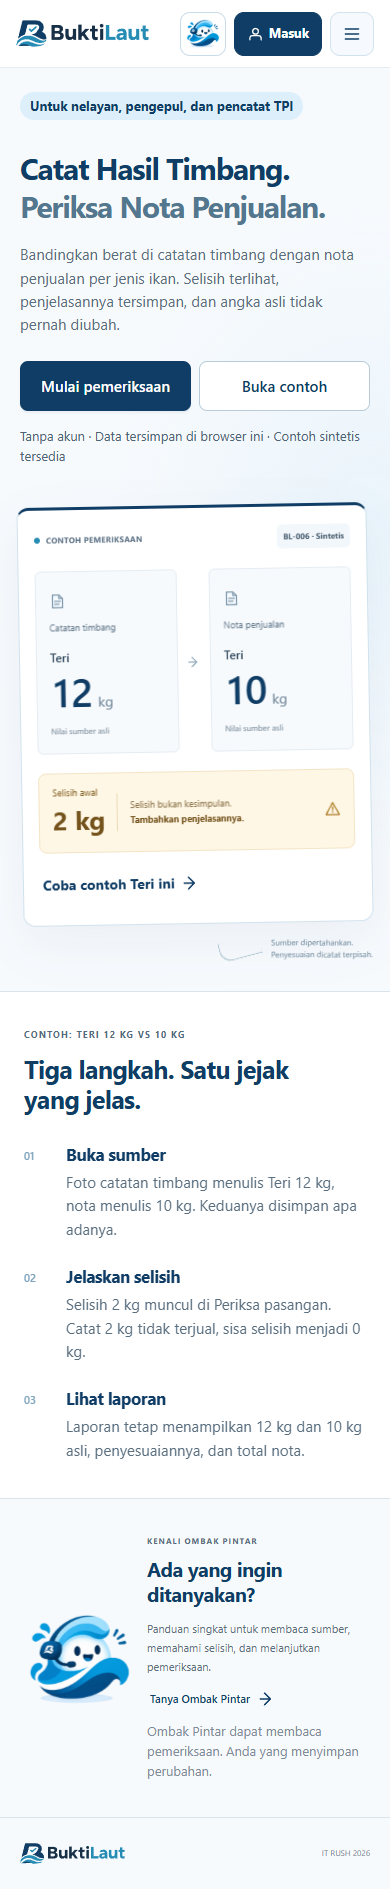 BuktiLaut
Masuk
Untuk nelayan, pengepul, dan pencatat TPI
Catat Hasil Timbang.
Periksa Nota Penjualan.
Bandingkan berat di catatan timbang dengan nota
penjualan per jenis ikan. Selisih terlihat,
penjelasannya tersimpan, dan angka asli tidak
pernah diubah.
Mulai pemeriksaan
Buka contoh
Tanpa akun · Data tersimpan di browser ini · Contoh sintetis
tersedia
CONTOH PEMERIKSAAN
BL-006 · Sintetis
Catatan timbang
Teri
12 kg
Nilai sumber asli
Nota penjualan
Teri
10 kg
Nilai sumber asli
Selisih awal
2 kg
Selisih bukan kesimpulan.
Tambahkan penjelasannya.
Coba contoh Teri ini
Sumber dipertahankan.
Penyesuaian dicatat terpisah.
CONTOH: TERI 12 KG VS 10 KG
Tiga langkah. Satu jejak
yang jelas.
01
Buka sumber
Foto catatan timbang menulis Teri 12 kg,
nota menulis 10 kg. Keduanya disimpan apa
adanya.
02
Jelaskan selisih
Selisih 2 kg muncul di Periksa pasangan.
Catat 2 kg tidak terjual, sisa selisih menjadi 0
kg.
03
Lihat laporan
Laporan tetap menampilkan 12 kg dan 10 kg
asli, penyesuaiannya, dan total nota.
KENALI OMBAK PINTAR
Ada yang ingin
ditanyakan?
Panduan singkat untuk membaca sumber,
memahami selisih, dan melanjutkan
pemeriksaan.
Tanya Ombak Pintar
Ombak Pintar dapat membaca
pemeriksaan. Anda yang menyimpan
perubahan.
BuktiLaut
IT RUSH 2026